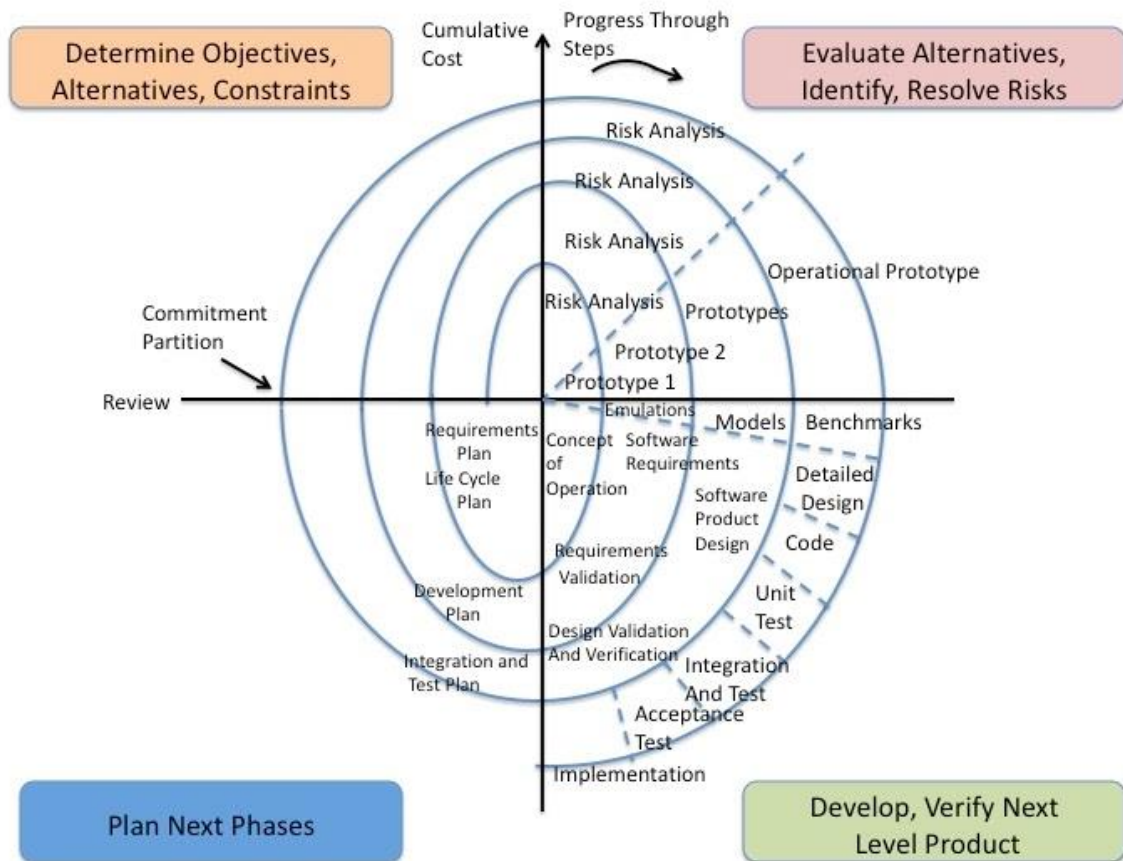 Determine Objectives,
Alternatives, Constraints
Cumulative
Cost
Progress Through
Steps
Evaluate Alternatives,
Identify, Resolve Risks
Risk Analysis
Risk Analysis
Risk Analysis
Risk Analysis
Operational Prototype
Prototypes
Prototype 2
Prototype 1
Commitment
Partition
Review
Emulations
Models
Benchmarks
Requirements
Plan
Life Cycle
Plan
Concept
of
Operation
Software
Requirements
Software
Product
Design
Detailed
Design
Code
Unit
Test
Requirements
Validation
Development
Plan
Design Validation
And Verification
Integration and
Test Plan
Integration
And Test
Acceptance
Test
Implementation
Plan Next Phases
Develop, Verify Next
Level Product